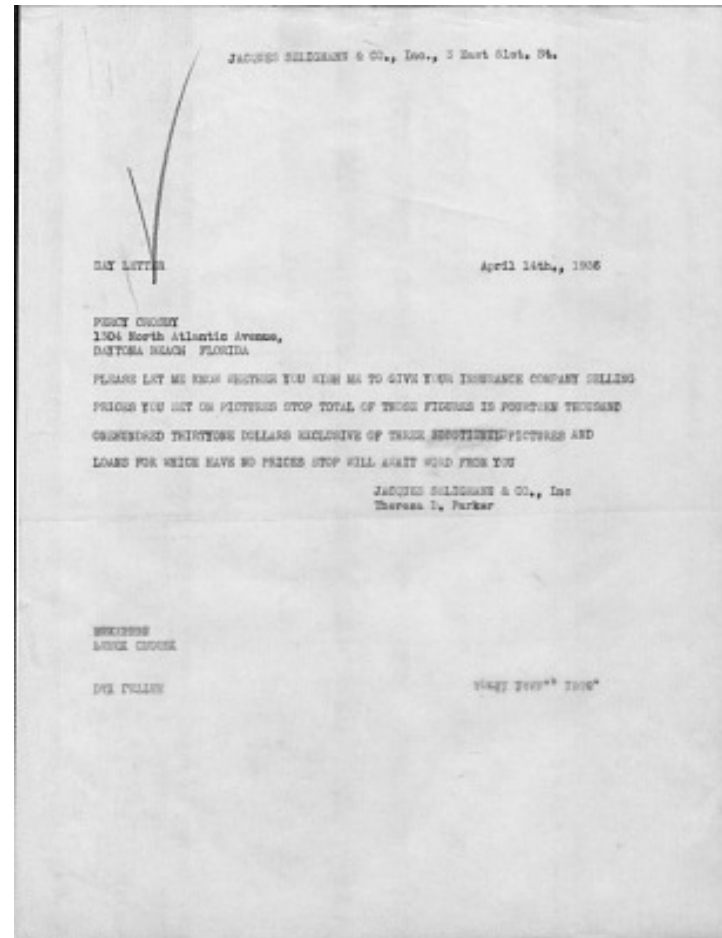 JACQUES SELIGMANN & CO., Inc., 3 East 51st. St.
DAY LETTER
April 14th., 1936
PERCY CROSBY
1304 North Atlantic Avenue,
DAYTONA BEACH FLORIDA
PLEASE LET ME KNOW WHETHER YOU WISH ME TO GIVE YOUR INSURANCE COMPANY SELLING
PRICES YOU SET ON PICTURES STOP TOTAL OF THOSE FIGURES IS FOURTEEN THOUSAND
ONEHUNDRED THIRTYONE DOLLARS EXCLUSIVE OF THREE PICTURES AND
LOANS FOR WHICH HAVE NO PRICES STOP WILL AWAIT WORD FROM YOU
JACQUES SELIGMANN & CO., Inc
Theresa D. Parker